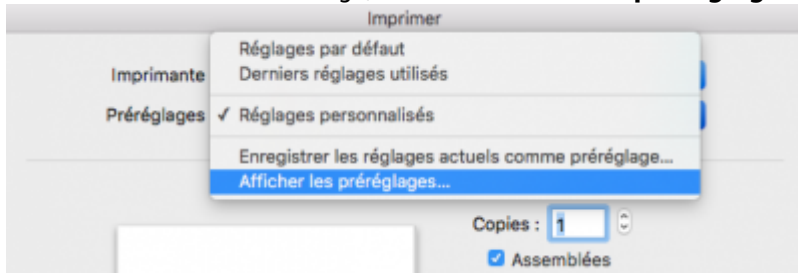 Imprimer
Réglages par défaut
Imprimante Derniers réglages utilisés
Préréglages ✓ Réglages personnalisés
Enregistrer les réglages actuels comme préréglage...
Afficher les préréglages...
Copies : 1
Assemblées